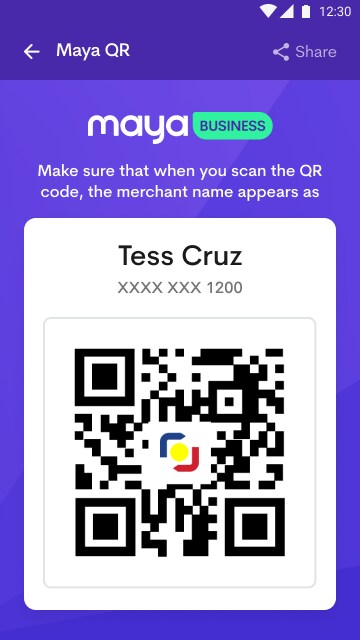 12:30
Maya QR
Share
maya BUSINESS
Make sure that when you scan the QR
code, the merchant name appears as
Tess Cruz
XXXX XXX 1200